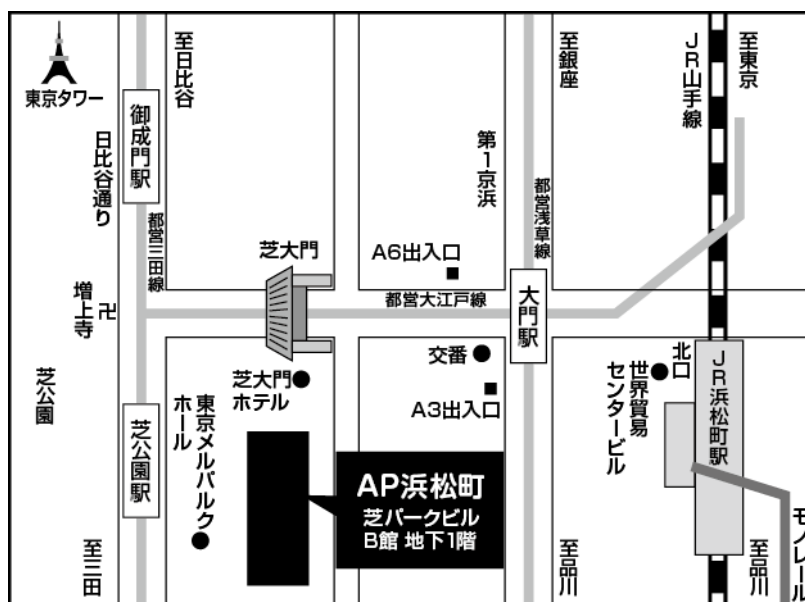 東京タワー
至日比谷
御成門駅
日比谷通り
都営三田線
増上寺
卍
芝公園
芝公園駅
至三田
芝大門
芝大門
ホテル
東京メルパルク
ホール
AP浜松町
芝パークビル
B館 地下1階
第1京浜
A6出入口
都営大江戸線
交番
A3出入口
至銀座
都営浅草線
大門駅
至品川
JR山手線
至東京
北口
世界貿易
センタービル
JR浜松町駅
至品川
モノレール